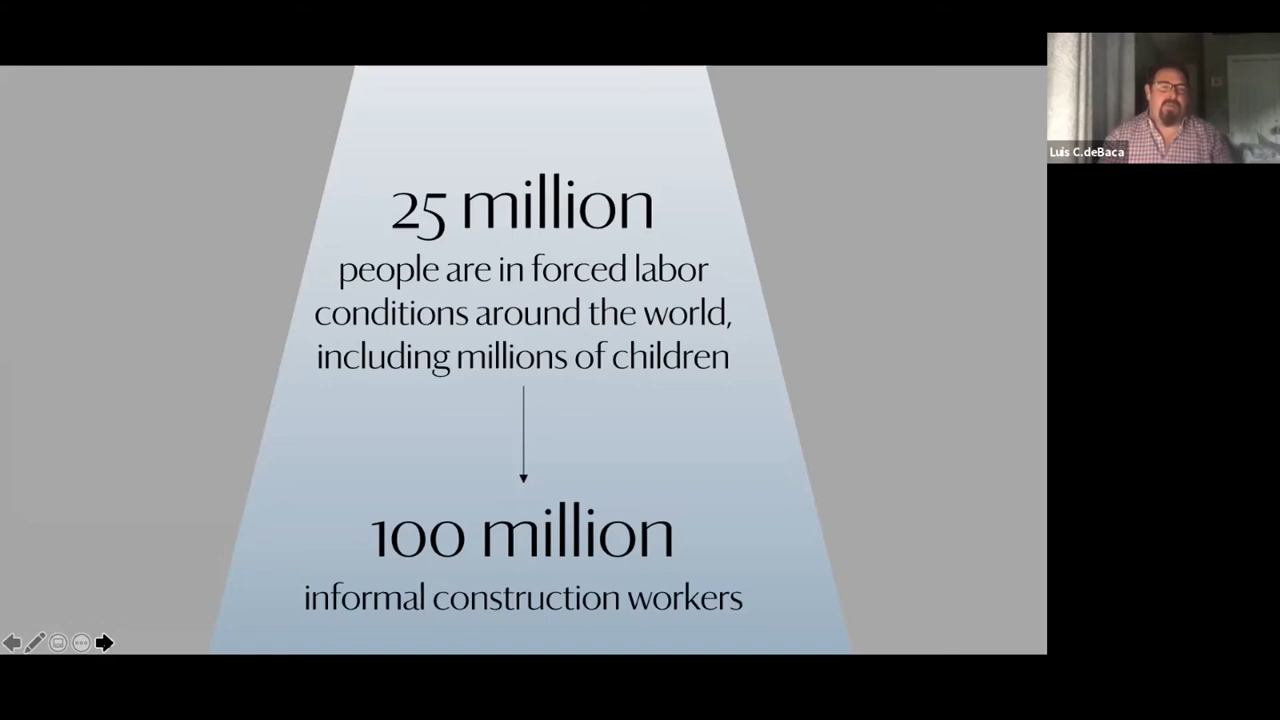 25 million
people are in forced labor
conditions around the world,
including millions of children
100 million
informal construction workers
Luis C.deBaca